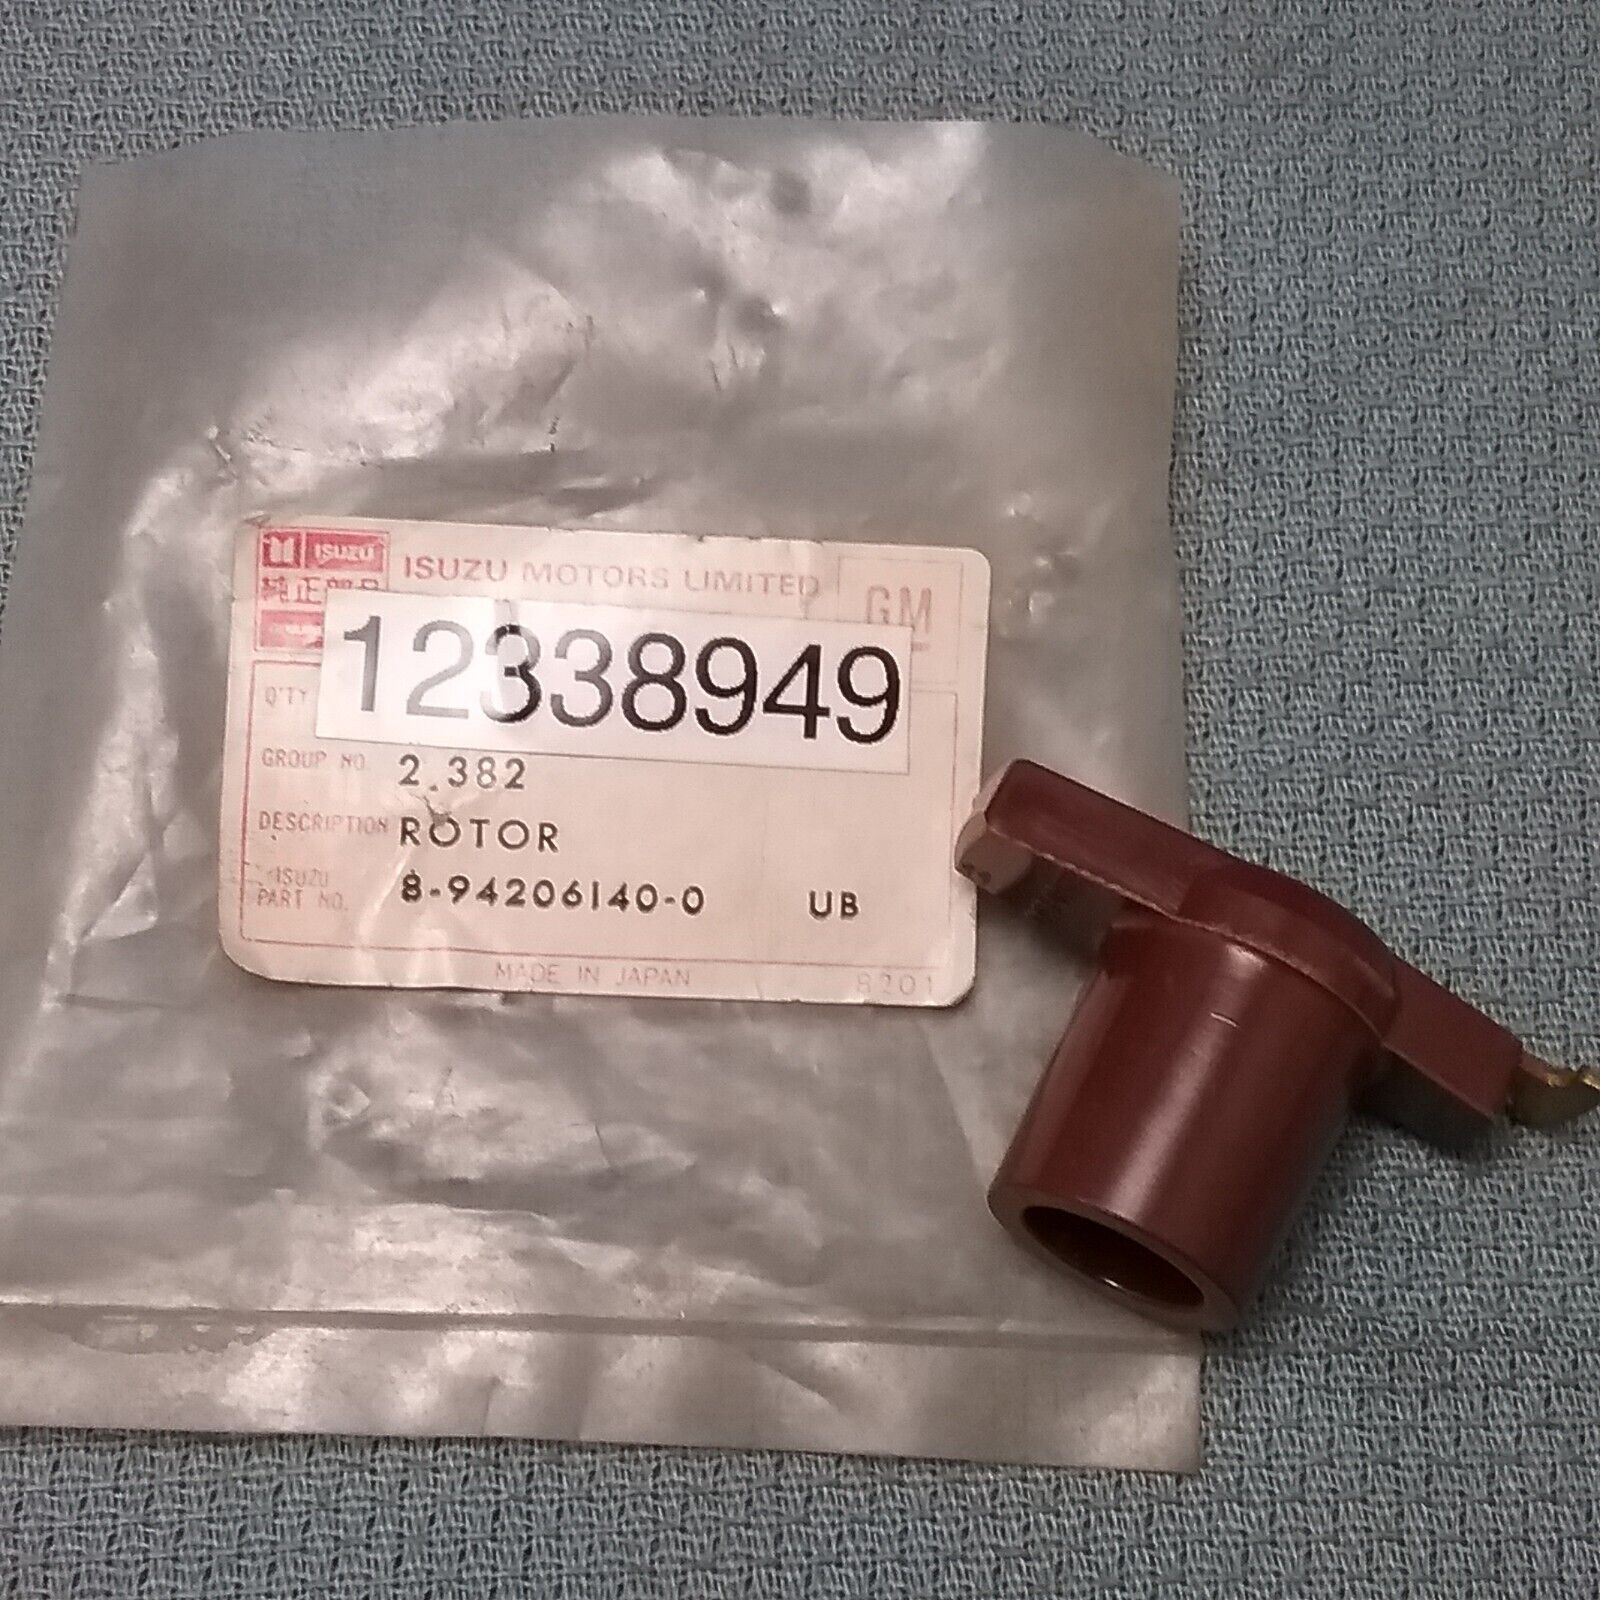 ISUZU
純正部品
ISUZU MOTORS LIMITED
GM
12338949
Q'TY
GROUP NO. 2.382
DESCRIPTION ROTOR
ISUZU
PART NO. 8-94206140-0 UB
MADE IN JAPAN 8201